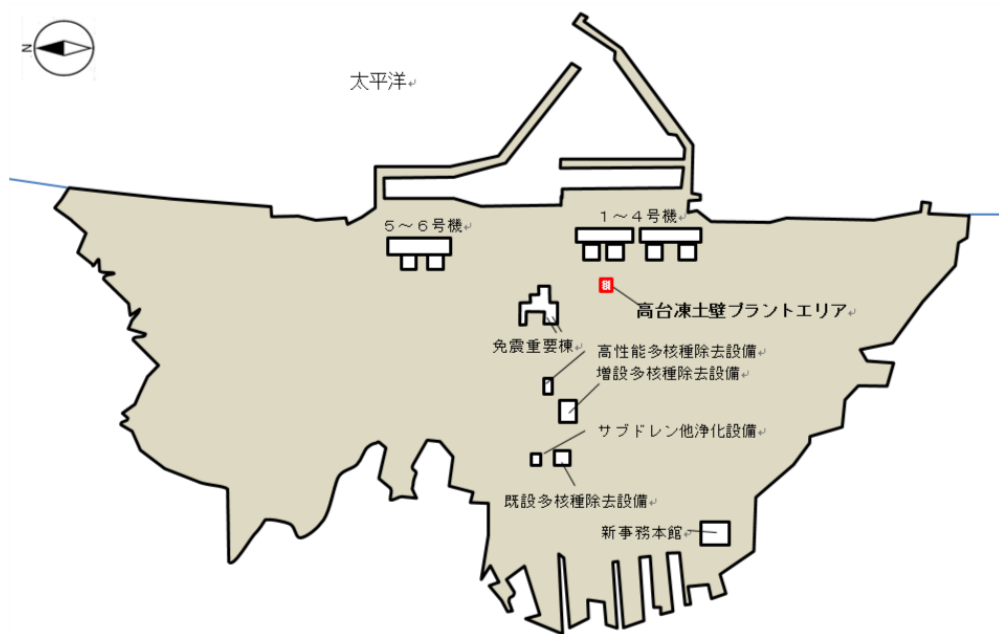 N
太平洋
5～6号機
1～4号機
高台凍土壁プラントエリア
免震重要棟
高性能多核種除去設備
増設多核種除去設備
サブドレン他浄化設備
既設多核種除去設備
新事務本館